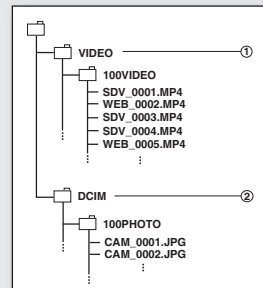 VIDEO ①
100VIDEO
SDV_0001.MP4
WEB_0002.MP4
SDV_0003.MP4
SDV_0004.MP4
WEB_0005.MP4
DCIM ②
100PHOTO
CAM_0001.JPG
CAM_0002.JPG